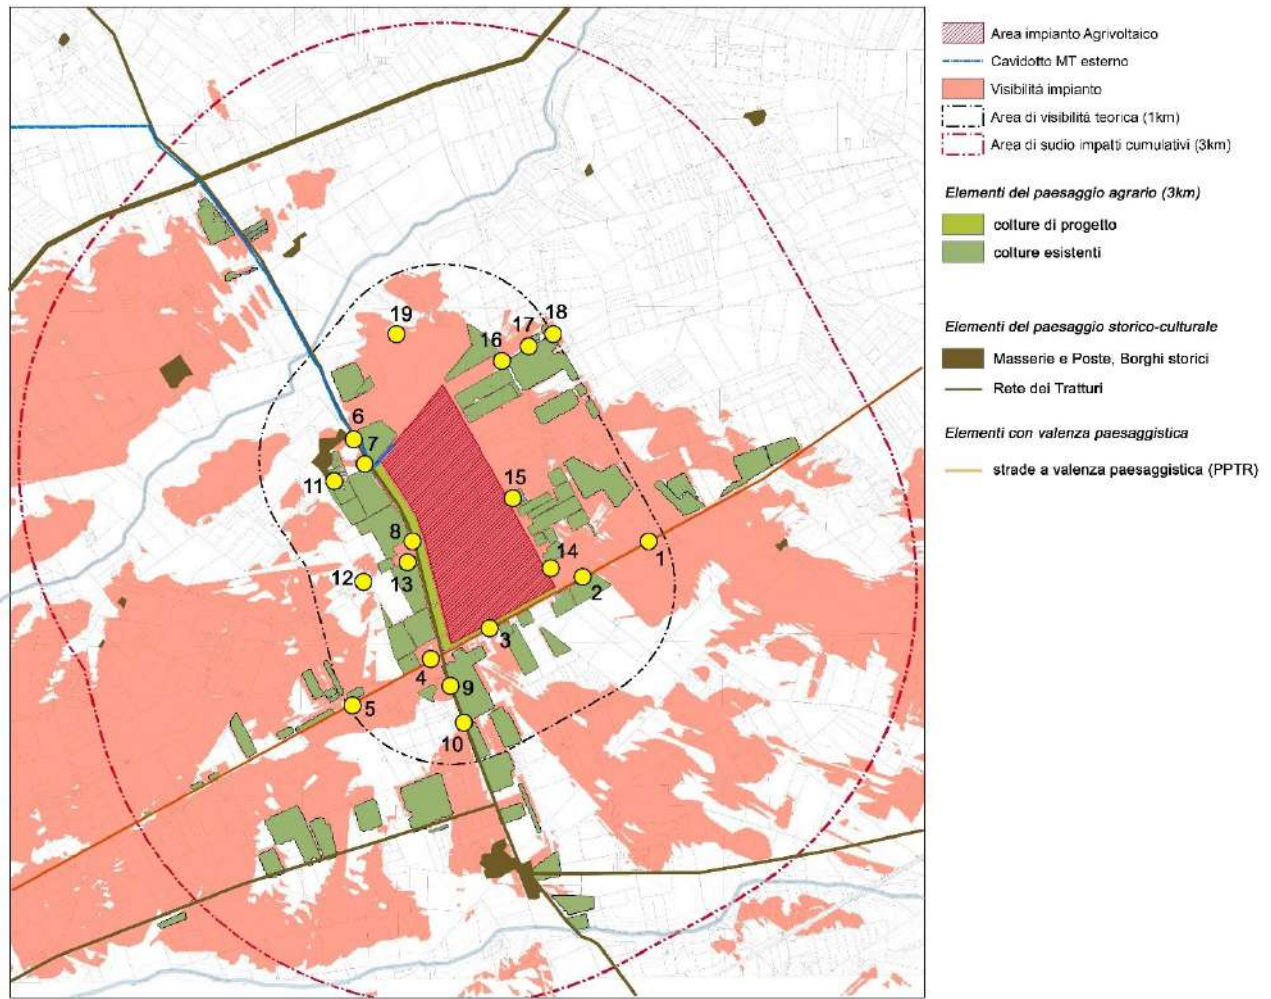 Area impianto Agrivoltaico
Cavidotto MT esterno
Visibilità impianto
Area di visibilità teorica (1km)
Area di sudio impatti cumulativi (3km)
Elementi del paesaggio agrario (3km)
colture di progetto
colture esistenti
Elementi del paesaggio storico-culturale
Masserie e Poste, Borghi storici
Rete dei Tratturi
Elementi con valenza paesaggistica
strade a valenza paesaggistica (PPTR)
19
18
17
16
6
7
11
15
8
1
14
12
13
2
3
4
9
5
10